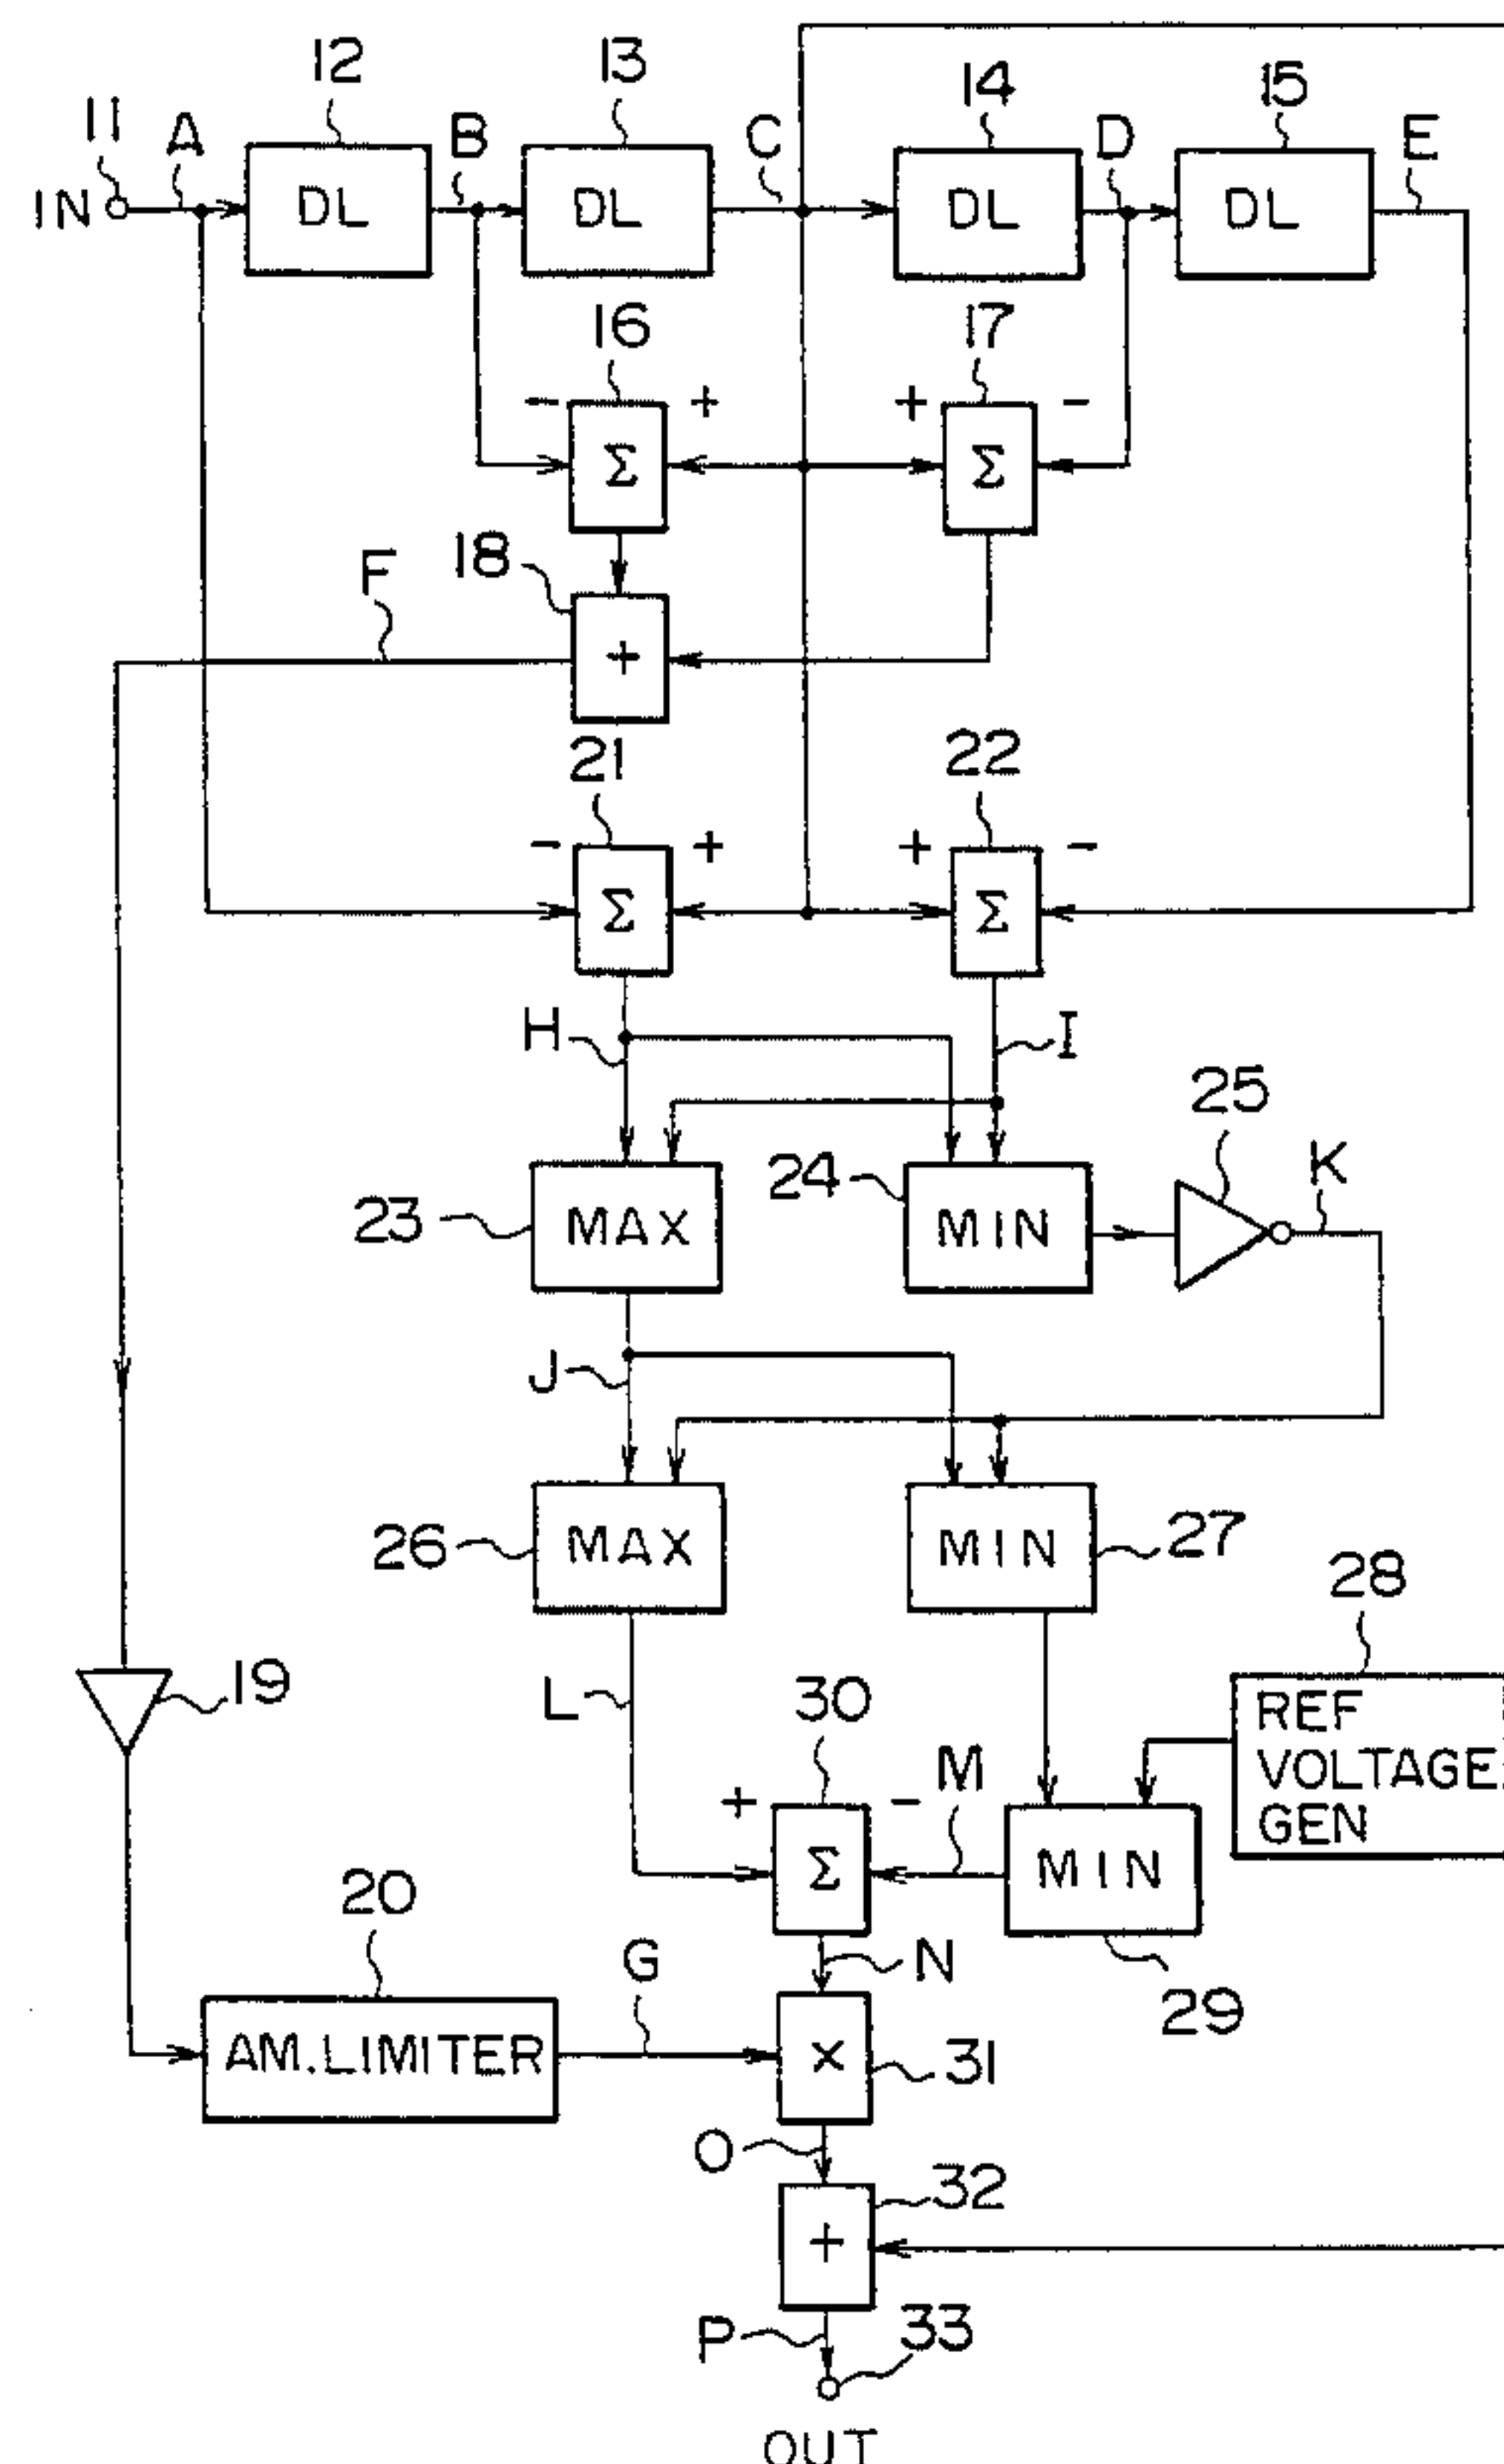 12
13
14
15
11
A
B
C
D
E
IN
DL
DL
DL
DL
16
17
- + + -
Σ
Σ
18
F
+
21
22
- + + -
Σ
Σ
H
I
25
24
K
23
MAX
MIN
J
26
MAX
MIN
27
28
19
L
30
REF
VOLTAGE
GEN
M
+ -
Σ
MIN
20
G
N
29
AM.LIMITER
X
31
O
32
+
P
33
OUT